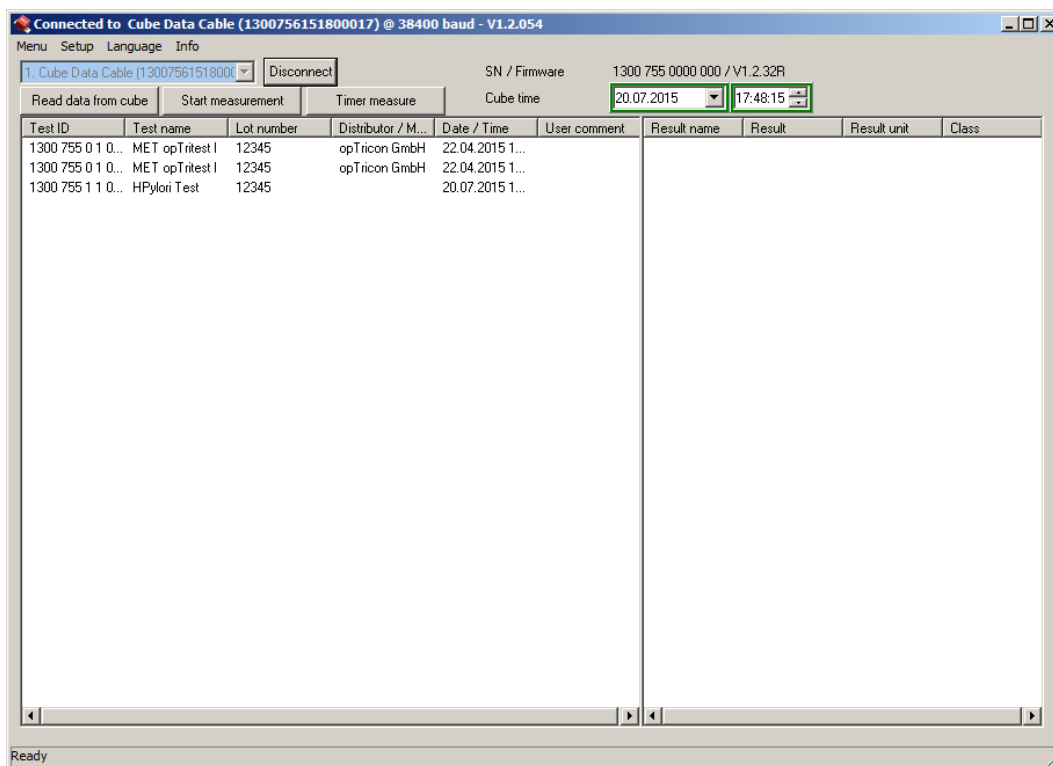 Connected to Cube Data Cable (1300756151800017) @ 38400 baud - V1.2.054
Menu Setup Language Info
1. Cube Data Cable (1300756151800( Disconnect SN / Firmware 1300 755 0000 000 / V1.2.32R
Read data from cube Start measurement Timer measure Cube time 20.07.2015 17:48:15
Test ID Test name Lot number Distributor / M... Date / Time User comment Result name Result Result unit Class
1300 755 0 1 0... MET opTritest I 12345 opTricon GmbH 22.04.2015 1...
1300 755 0 1 0... MET opTritest I 12345 opTricon GmbH 22.04.2015 1...
1300 755 1 1 0... HPylori Test 12345 20.07.2015 1...
Ready